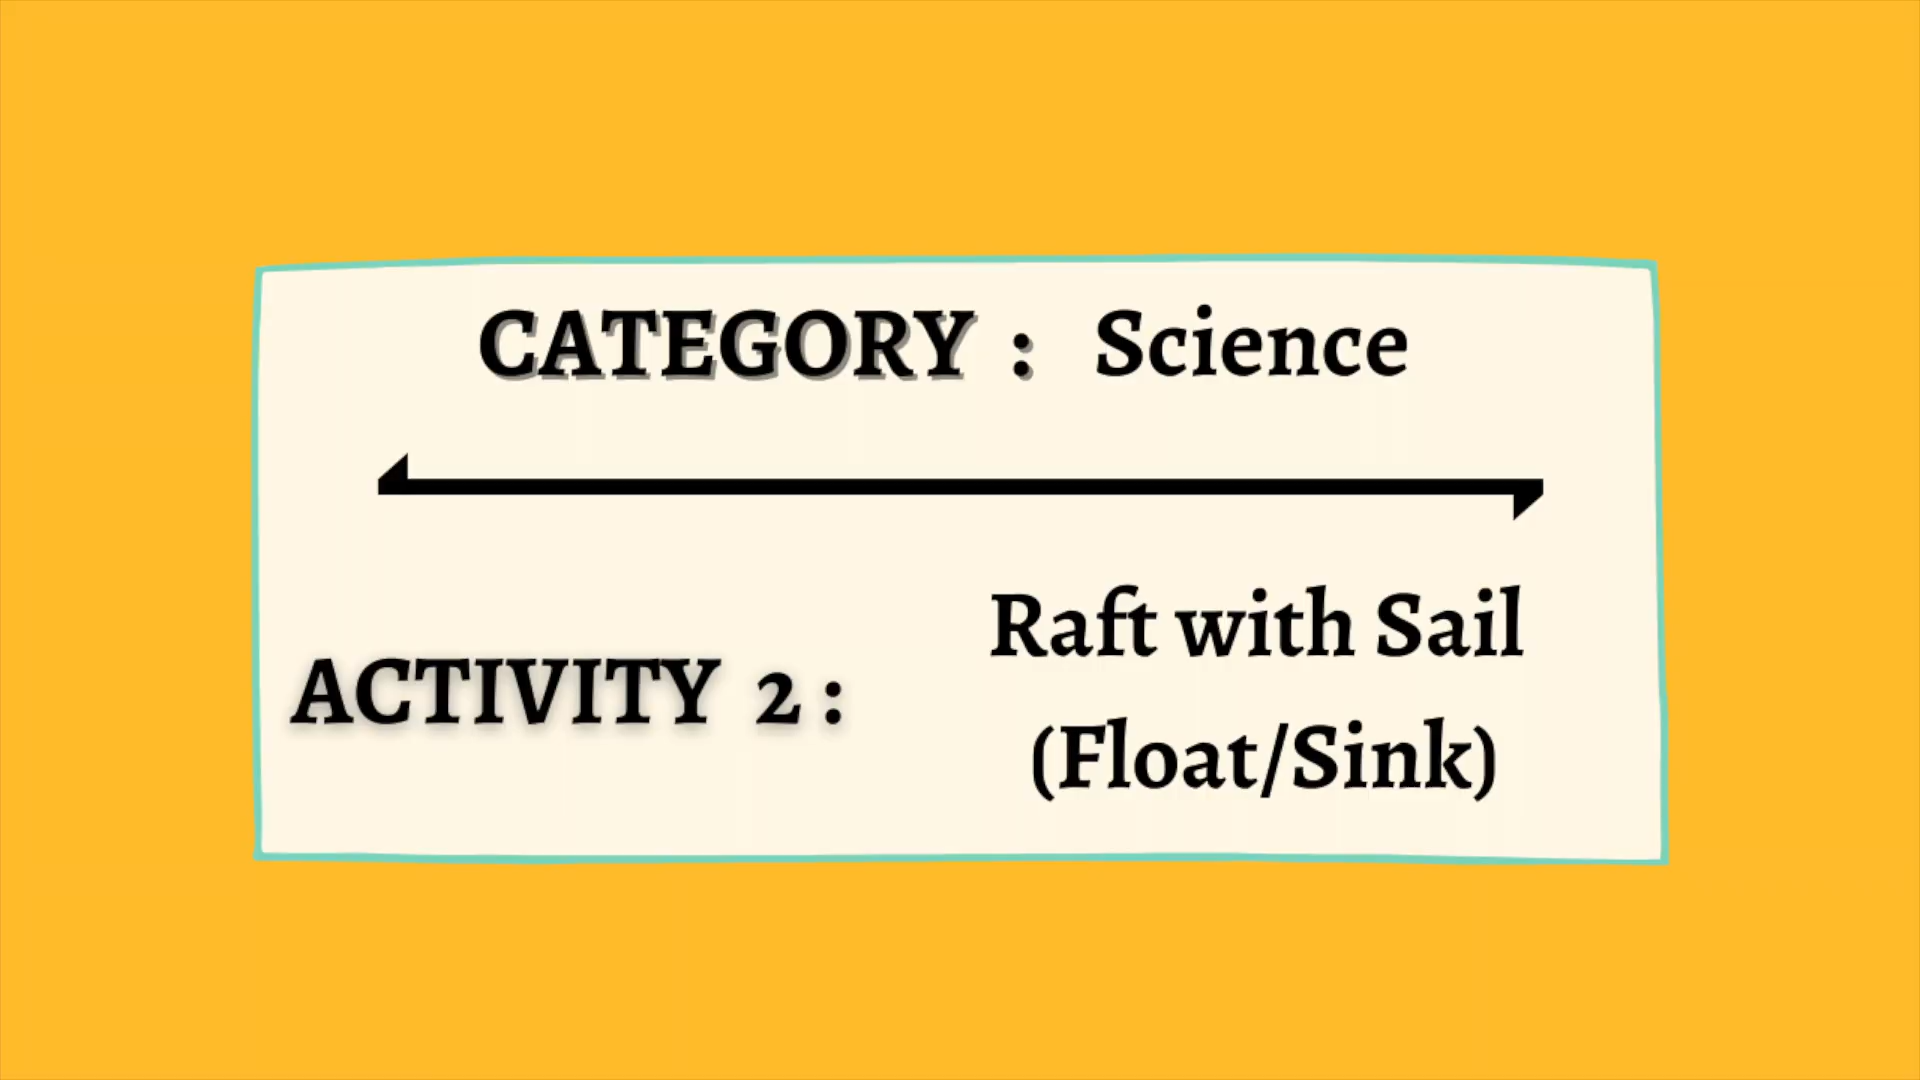 CATEGORY : Science
ACTIVITY 2 :
Raft with Sail
(Float/Sink)